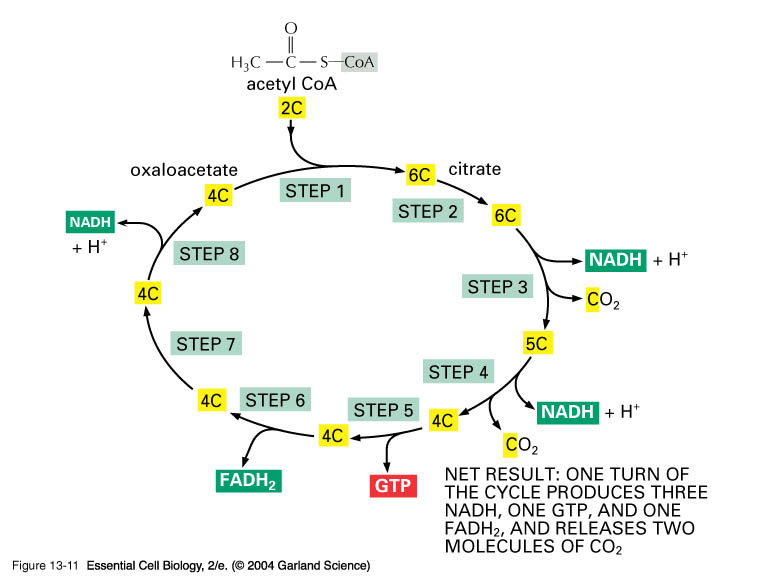 O
H₃C — C — S — CoA
acetyl CoA
2C
oxaloacetate
4C
STEP 1
6C citrate
STEP 2
6C
NADH
+ H⁺
STEP 8
NADH + H⁺
STEP 3
CO₂
4C
5C
STEP 7
STEP 4
4C
STEP 6
STEP 5
4C
NADH + H⁺
4C
CO₂
FADH₂
GTP
NET RESULT: ONE TURN OF
THE CYCLE PRODUCES THREE
NADH, ONE GTP, AND ONE
FADH₂, AND RELEASES TWO
MOLECULES OF CO₂
Figure 13-11 Essential Cell Biology, 2/e. (© 2004 Garland Science)